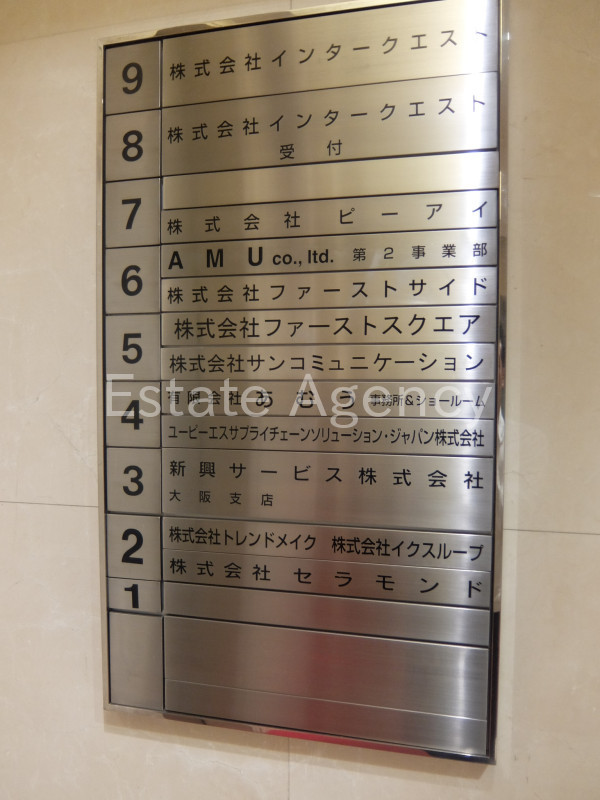 9 株式会社インタークエスト
8 株式会社インタークエスト
受付
7 株式会社ピーアイ
6 AMU co., ltd. 第2事業部
株式会社ファーストサイド
5 株式会社ファーストスクエア
株式会社サンコミュニケーション
4 有限会社あむう 事務所&ショールーム
Estate Agency
ユーピーエスサプライチェーンソリューション・ジャパン株式会社
3 新興サービス株式会社
大阪支店
2 株式会社トレンドメイク 株式会社イクスループ
株式会社セラモンド
1